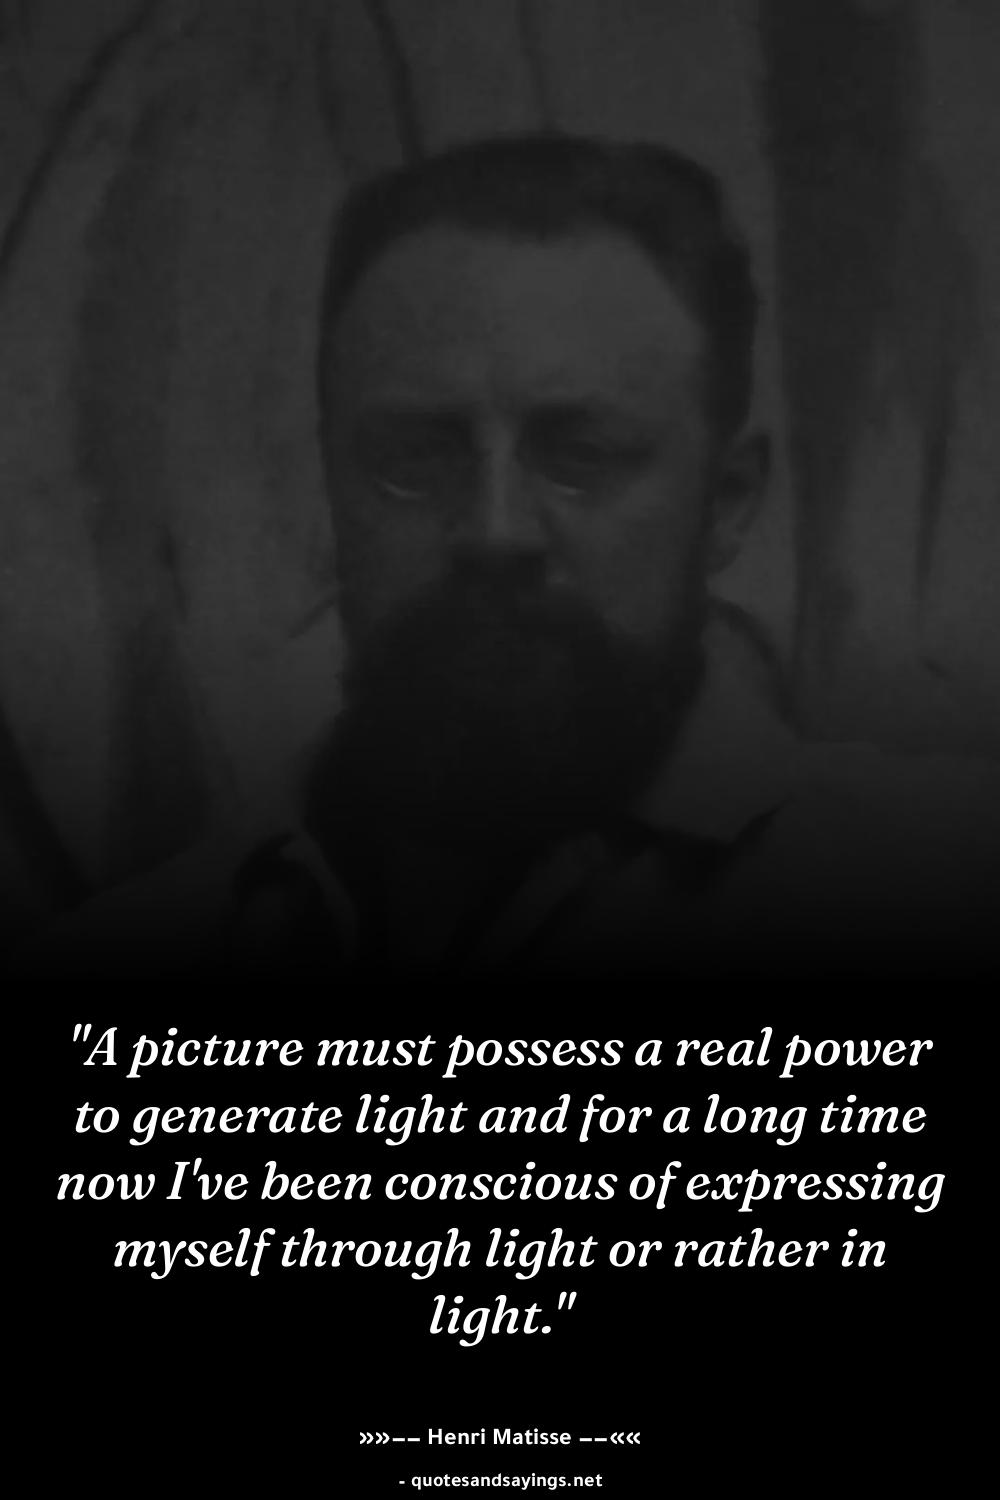 "A picture must possess a real power
to generate light and for a long time
now I've been conscious of expressing
myself through light or rather in
light."
»»–– Henri Matisse ––««
- quotesandsayings.net